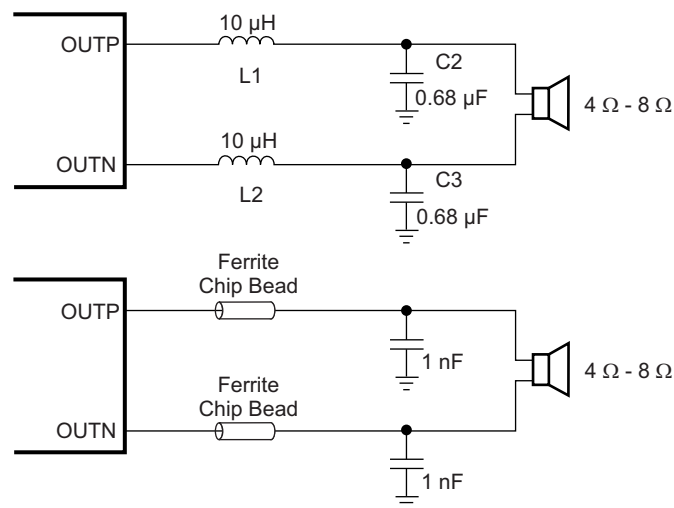 10 µH
OUTP
L1
C2
0.68 µF
4 Ω - 8 Ω
10 µH
OUTN
L2
C3
0.68 µF
Ferrite
Chip Bead
OUTP
1 nF
4 Ω - 8 Ω
Ferrite
Chip Bead
OUTN
1 nF